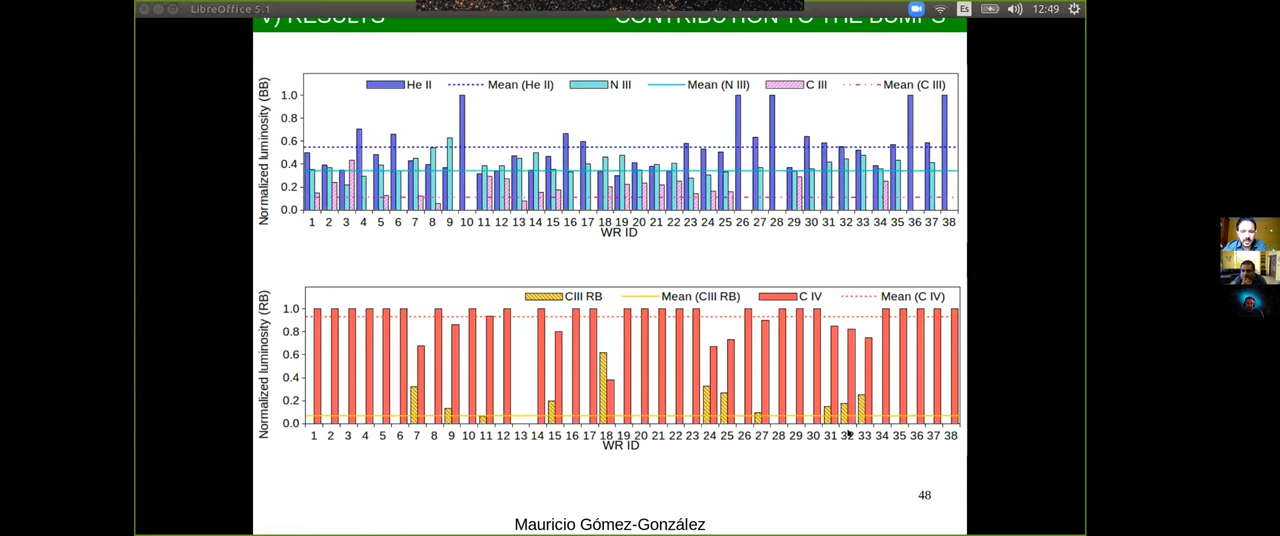 LibreOffice 5.1
Es
12:49
V) RESULTS CONTRIBUTION TO THE BUMPS
He II Mean (He II) N III Mean (N III) C III Mean (C III)
Normalized luminosity (BB)
1.0
0.8
0.6
0.4
0.2
0.0
1 2 3 4 5 6 7 8 9 10 11 12 13 14 15 16 17 18 19 20 21 22 23 24 25 26 27 28 29 30 31 32 33 34 35 36 37 38
WR ID
CIII RB Mean (CIII RB) C IV Mean (C IV)
Normalized luminosity (RB)
1.0
0.8
0.6
0.4
0.2
0.0
1 2 3 4 5 6 7 8 9 10 11 12 13 14 15 16 17 18 19 20 21 22 23 24 25 26 27 28 29 30 31 32 33 34 35 36 37 38
WR ID
48
Mauricio Gómez-González